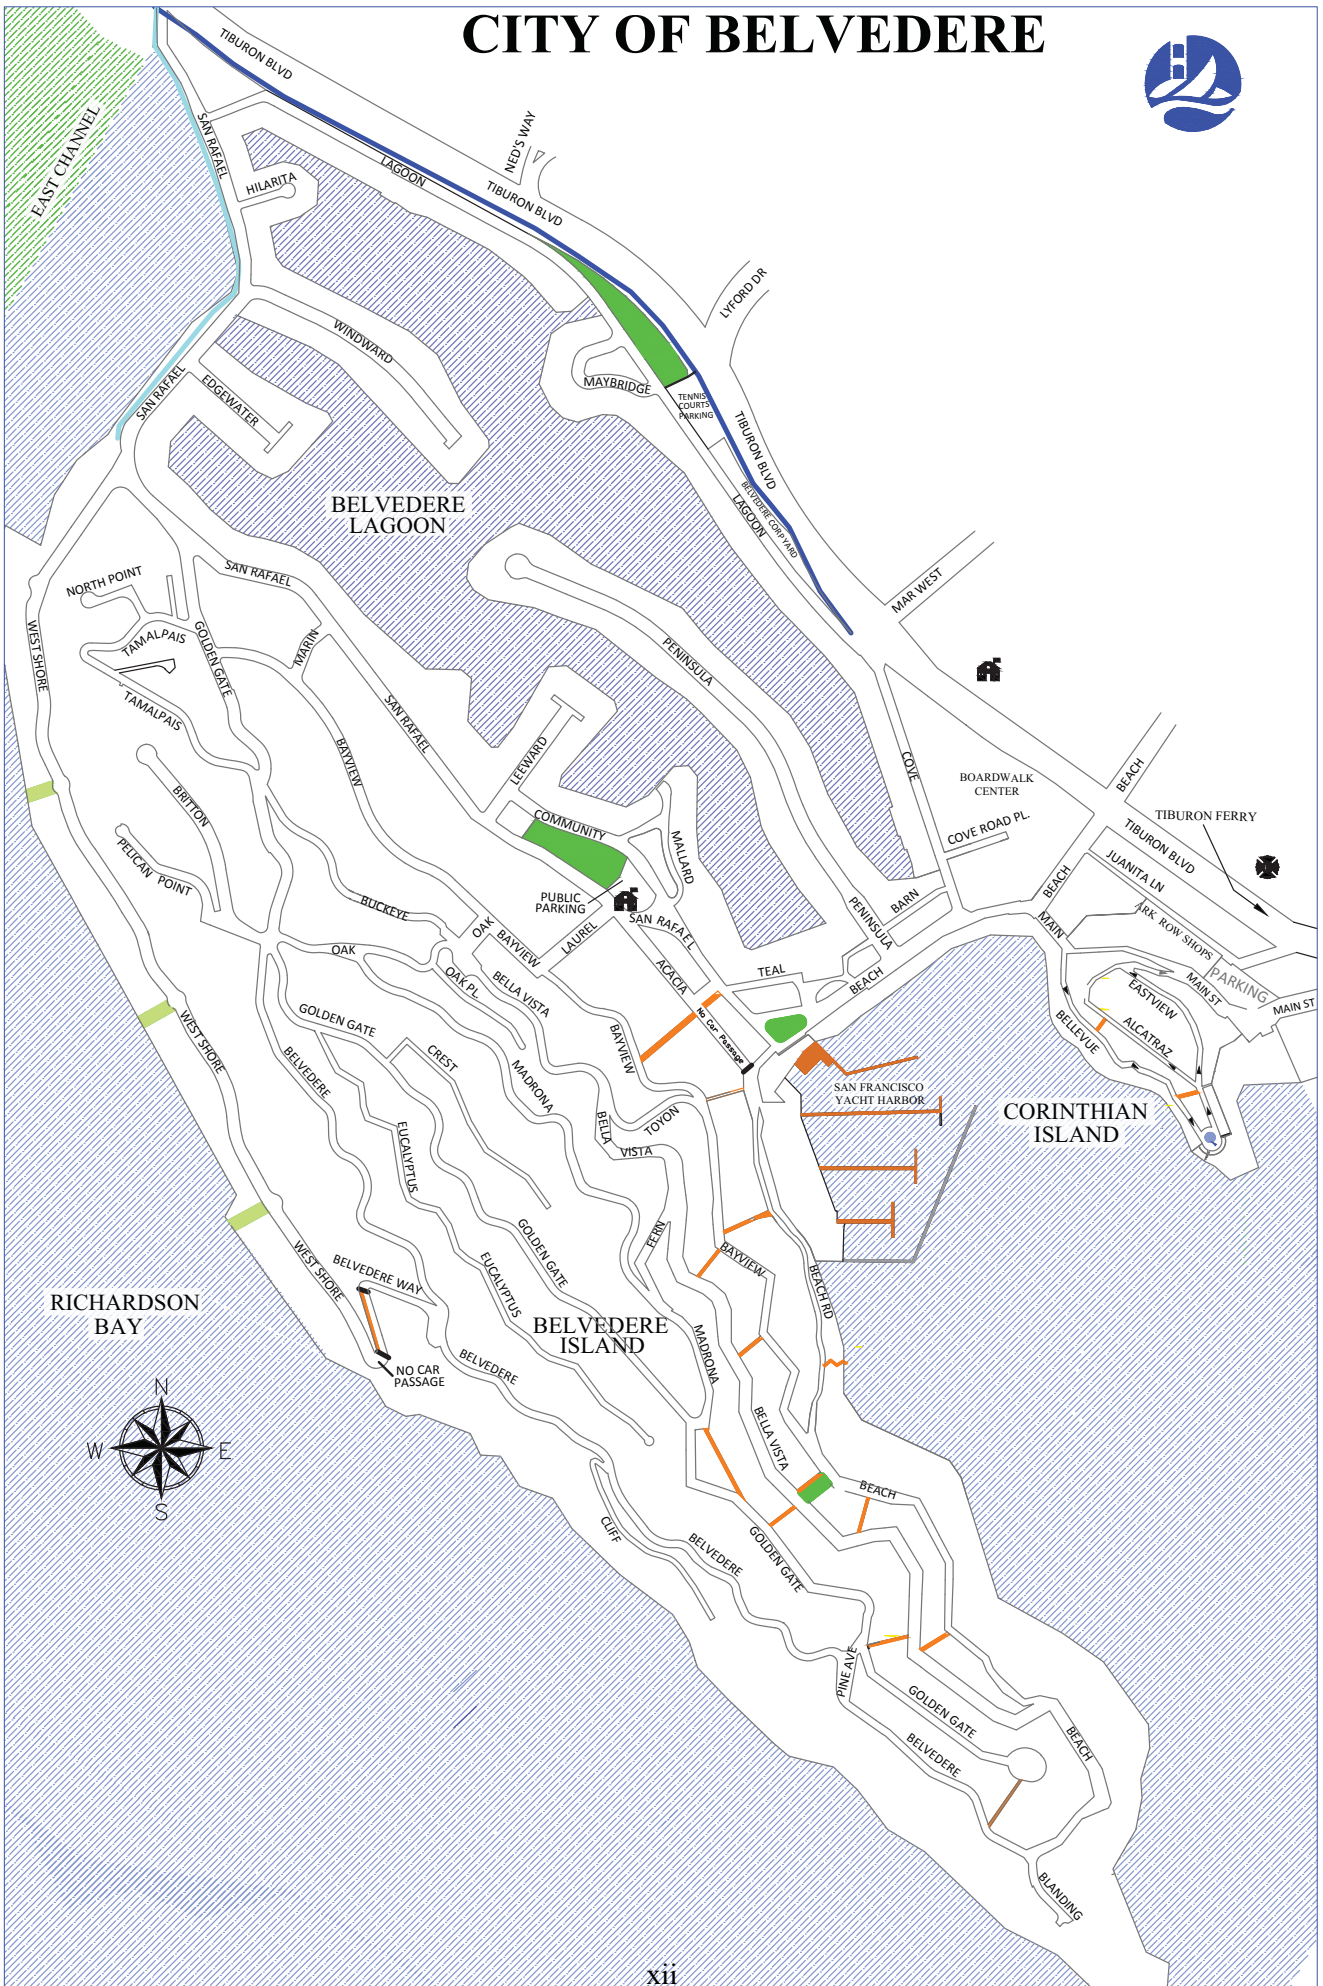 CITY OF BELVEDERE
TIBURON BLVD
EAST CHANNEL
SAN RAFAEL
NED'S WAY
LAGOON
HILARITA
TIBURON BLVD
LYFORD DR
WINDWARD
MAYBRIDGE
EDGEWATER
SAN RAFAEL
TENNIS
COURTS
PARKING
TIBURON BLVD
BELVEDERE
LAGOON
LAGOON
BELVEDERE CORP YARD
SAN RAFAEL
NORTH POINT
MAR WEST
WEST SHORE
TAMALPAIS
GOLDEN GATE
MARIN
PENINSULA
TAMALPAIS
SAN RAFAEL
BAYVIEW
LEEWARD
COVE
BOARDWALK
CENTER
BEACH
BRITTON
COMMUNITY
COVE ROAD PL.
TIBURON FERRY
TIBURON BLVD
PELICAN POINT
MALLARD
JUANITA LN
PUBLIC
PARKING
BUCKEYE
BARN
BEACH
PENINSULA
ARK ROW SHOPS
OAK
BAYVIEW
LAUREL
SAN RAFAEL
MAIN
OAK
ACACIA
TEAL
BEACH
OAK PL.
BELLA VISTA
PARKING
MAIN ST
EASTVIEW
MAIN ST
No Car Passage
GOLDEN GATE
WEST SHORE
BAYVIEW
BELLEVUE
ALCATRAZ
CREST
BELVEDERE
MADRONA
SAN FRANCISCO
YACHT HARBOR
CORINTHIAN
ISLAND
EUCALYPTUS
BELLA
VISTA
TOYON
FERN
GOLDEN GATE
BAYVIEW
WEST SHORE
BELVEDERE WAY
EUCALYPTUS
BEACH RD
RICHARDSON
BAY
BELVEDERE
ISLAND
MADRONA
BELVEDERE
NO CAR
PASSAGE
N
W
E
S
BELLA VISTA
BEACH
CLIFF
BELVEDERE
GOLDEN GATE
PINE AVE
GOLDEN GATE
BELVEDERE
BEACH
BLANDING
xii